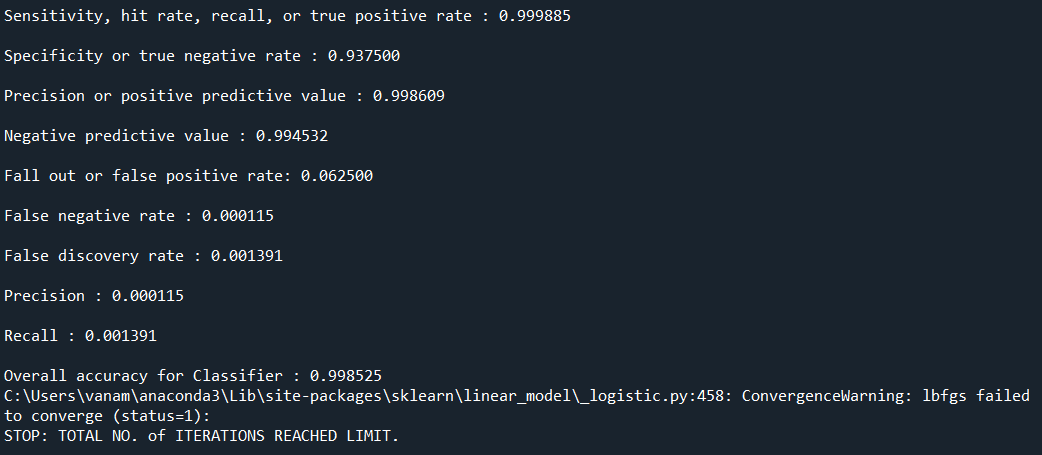 Sensitivity, hit rate, recall, or true positive rate : 0.999885
Specificity or true negative rate : 0.937500
Precision or positive predictive value : 0.998609
Negative predictive value : 0.994532
Fall out or false positive rate: 0.062500
False negative rate : 0.000115
False discovery rate : 0.001391
Precision : 0.000115
Recall : 0.001391
Overall accuracy for Classifier : 0.998525
C:\Users\vanam\anaconda3\Lib\site-packages\sklearn\linear_model\_logistic.py:458: ConvergenceWarning: lbfgs failed
to converge (status=1):
STOP: TOTAL NO. of ITERATIONS REACHED LIMIT.